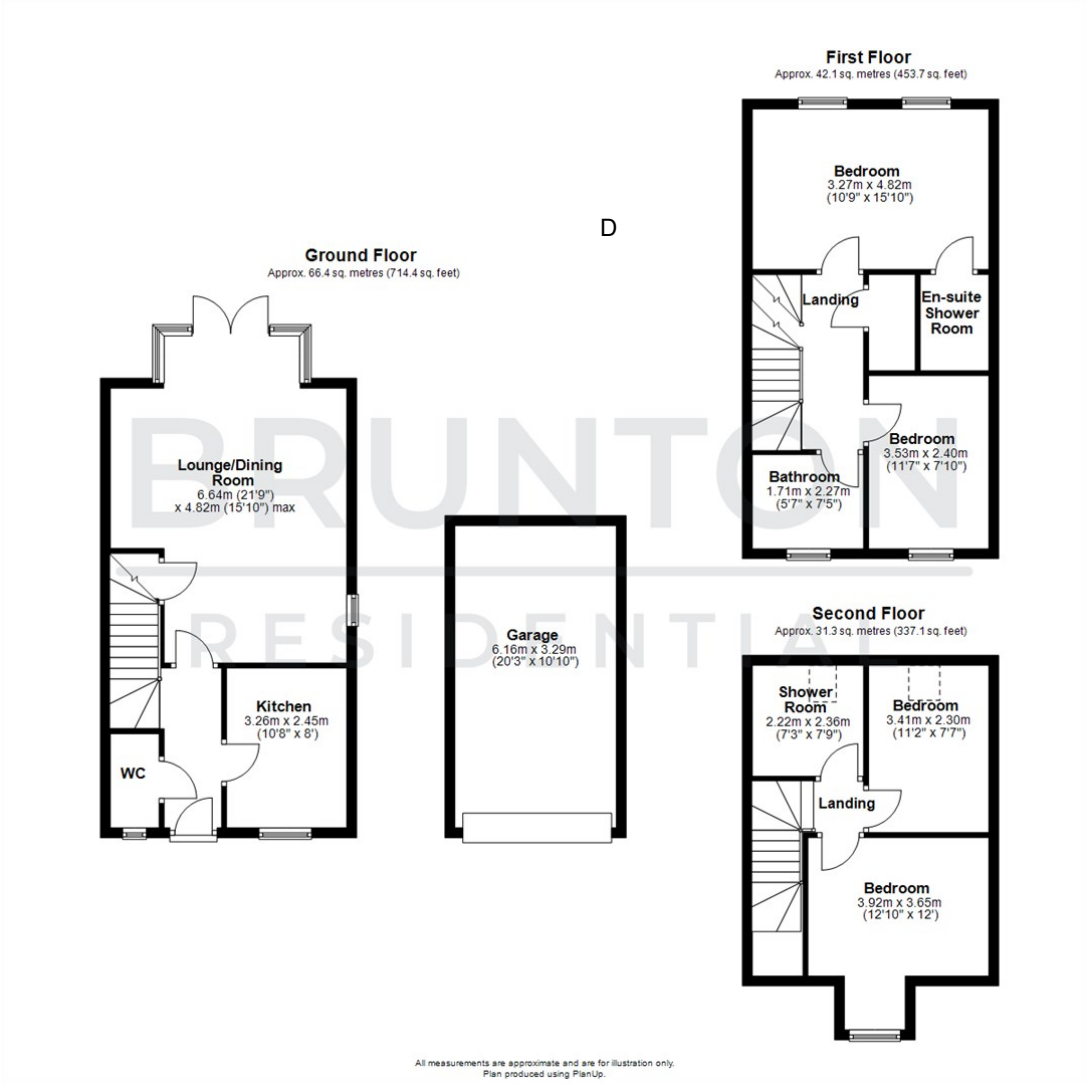 First Floor
Approx. 42.1 sq. metres (453.7 sq. feet)
Bedroom
3.27m x 4.82m
(10'9" x 15'10")
D
Ground Floor
Approx. 66.4 sq. metres (714.4 sq. feet)
Landing
En-suite
Shower
Room
BRUNTON
RESIDENTIAL
Lounge/Dining
Room
6.64m (21'9")
x 4.82m (15'10") max
Bedroom
3.53m x 2.40m
(11'7" x 7'10")
Bathroom
1.71m x 2.27m
(5'7" x 7'5")
Second Floor
Approx. 31.3 sq. metres (337.1 sq. feet)
Garage
6.16m x 3.29m
(20'3" x 10'10")
Kitchen
3.26m x 2.45m
(10'8" x 8')
WC
Shower
Room
2.22m x 2.36m
(7'3" x 7'9")
Bedroom
3.41m x 2.30m
(11'2" x 7'7")
Landing
Bedroom
3.92m x 3.65m
(12'10" x 12')
All measurements are approximate and are for illustration only.
Plan produced using PlanUp.